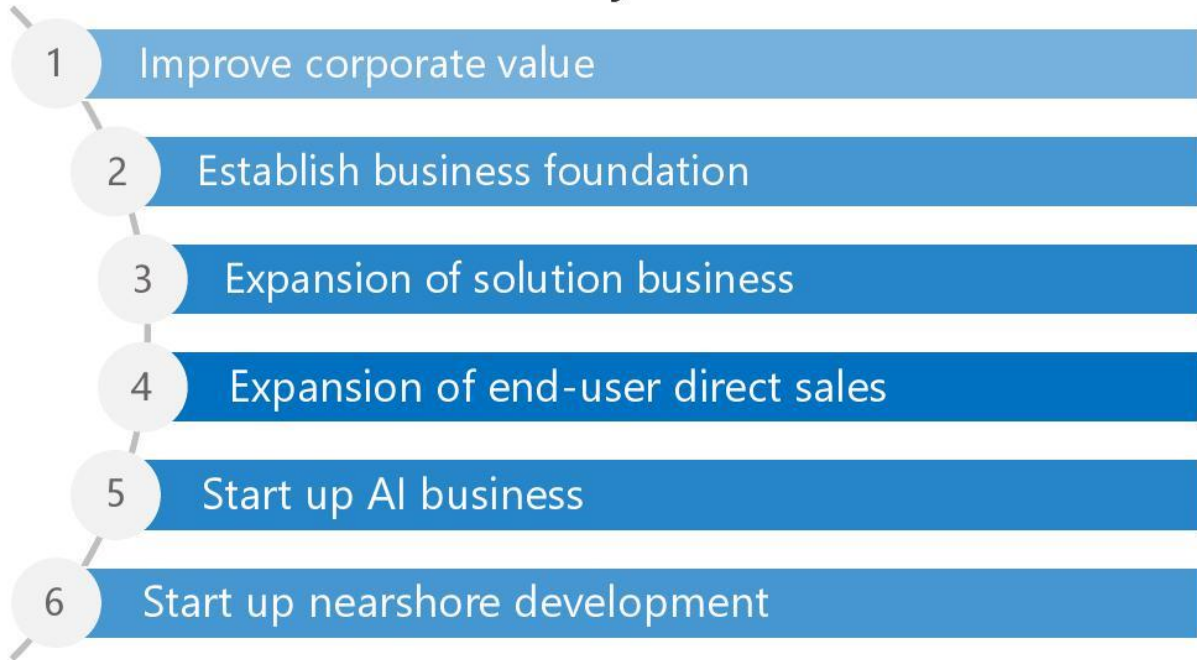 1 Improve corporate value
2 Establish business foundation
3 Expansion of solution business
4 Expansion of end-user direct sales
5 Start up AI business
6 Start up nearshore development